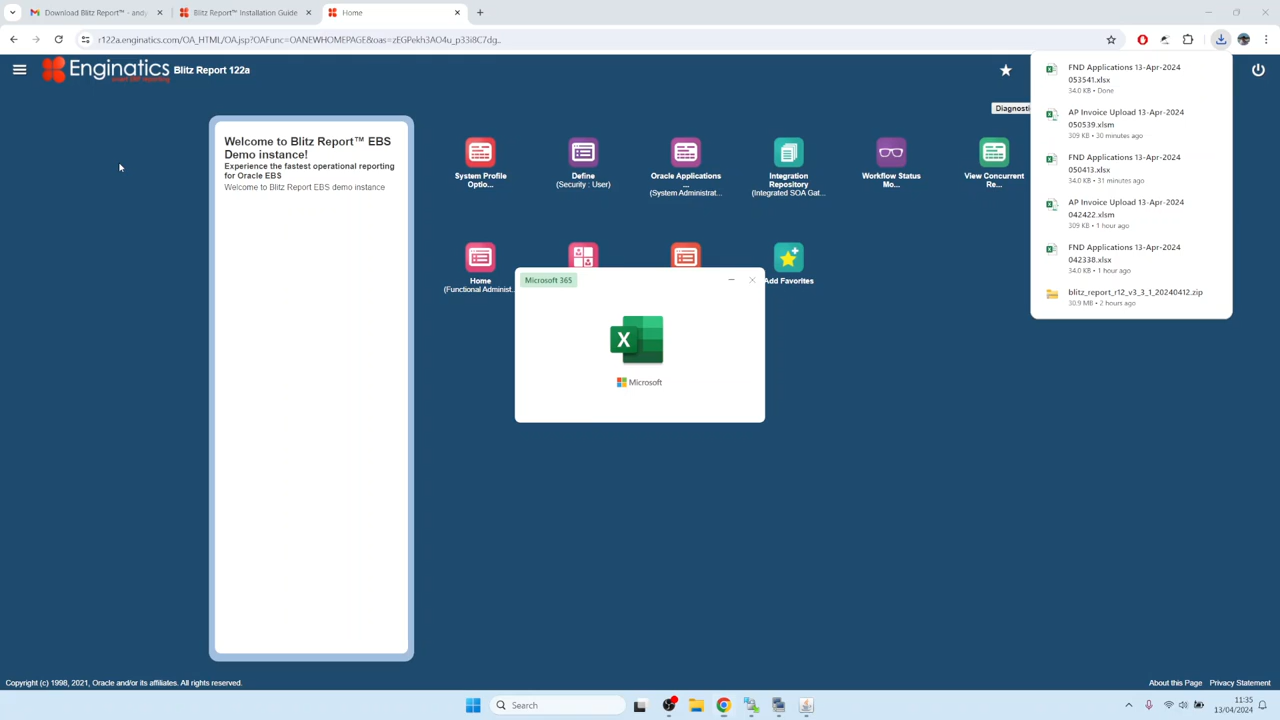 Download Blitz Report™ - andy
Blitz Report™ Installation Guide
Home
r122a.enginatics.com/OA_HTML/OA.jsp?OAFunc=OANEWHOMEPAGE&oas=zEGPekh3AO4u_p33i8C7dg..
Enginatics
Blitz Report 122a
FND Applications 13-Apr-2024
053541.xlsx
34.0 KB • Done
AP Invoice Upload 13-Apr-2024
050539.xlsm
309 KB • 30 minutes ago
FND Applications 13-Apr-2024
050413.xlsx
34.0 KB • 31 minutes ago
AP Invoice Upload 13-Apr-2024
042422.xlsm
309 KB • 1 hour ago
FND Applications 13-Apr-2024
042338.xlsx
34.0 KB • 1 hour ago
blitz_report_r12_v3_3_1_20240412.zip
30.9 MB • 2 hours ago
Diagnosti
Welcome to Blitz Report™ EBS
Demo instance!
Experience the fastest operational reporting
for Oracle EBS
Welcome to Blitz Report EBS demo instance
System Profile
Optio...
Define
(Security : User)
Oracle Applications
...
(System Administrat...
Integration
Repository
(Integrated SOA Gat...
Workflow Status
Mo...
View Concurrent
Re...
Home
(Functional Administ..
Add Favorites
Microsoft 365
X
Microsoft
Copyright (c) 1998, 2021, Oracle and/or its affiliates. All rights reserved.
About this Page
Privacy Statement
Search
11:35
13/04/2024